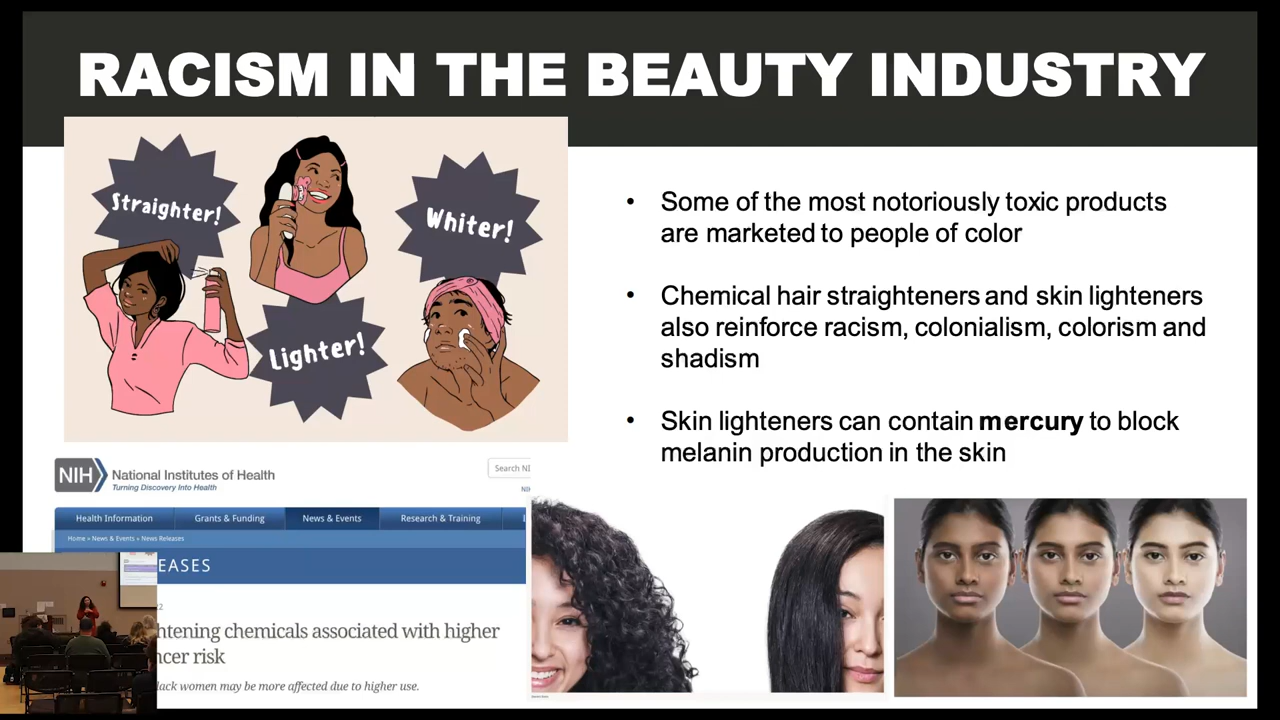 RACISM IN THE BEAUTY INDUSTRY
Straighter!
Whiter!
Lighter!
• Some of the most notoriously toxic products
are marketed to people of color
• Chemical hair straighteners and skin lighteners
also reinforce racism, colonialism, colorism and
shadism
• Skin lighteners can contain mercury to block
melanin production in the skin
NIH National Institutes of Health
Turning Discovery Into Health
Search NI
NIH
Health Information Grants & Funding News & Events Research & Training
Home » News & Events » News Releases
EASES
22
htening chemicals associated with higher
ncer risk
lack women may be more affected due to higher use.